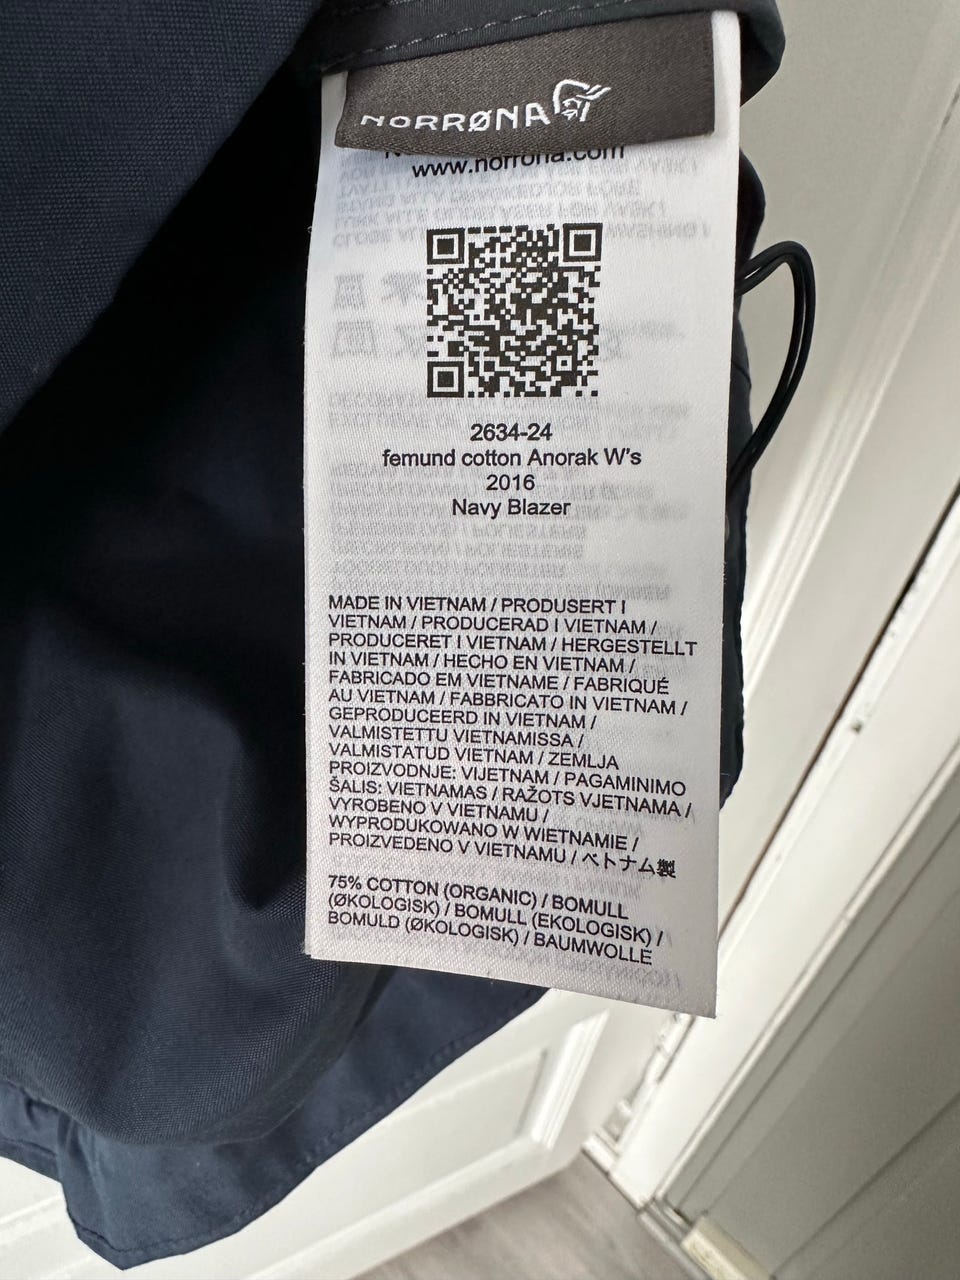 NORRØNA
www.norrona.com
2634-24
femund cotton Anorak W's
2016
Navy Blazer
MADE IN VIETNAM / PRODUSERT I
VIETNAM / PRODUCERAD I VIETNAM /
PRODUCERET I VIETNAM / HERGESTELLT
IN VIETNAM / HECHO EN VIETNAM /
FABRICADO EM VIETNAME / FABRIQUÉ
AU VIETNAM / FABBRICATO IN VIETNAM /
GEPRODUCEERD IN VIETNAM /
VALMISTETTU VIETNAMISSA /
VALMISTATUD VIETNAM / ZEMLJA
PROIZVODNJE: VIJETNAM / PAGAMINIMO
ŠALIS: VIETNAMAS / RAŽOTS VJETNAMA /
VYROBENO V VIETNAMU /
WYPRODUKOWANO W WIETNAMIE /
PROIZVEDENO V VIETNAMU / ベトナム製
75% COTTON (ORGANIC) / BOMULL
(ØKOLOGISK) / BOMULL (EKOLOGISK) /
BOMULD (ØKOLOGISK) / BAUMWOLLE